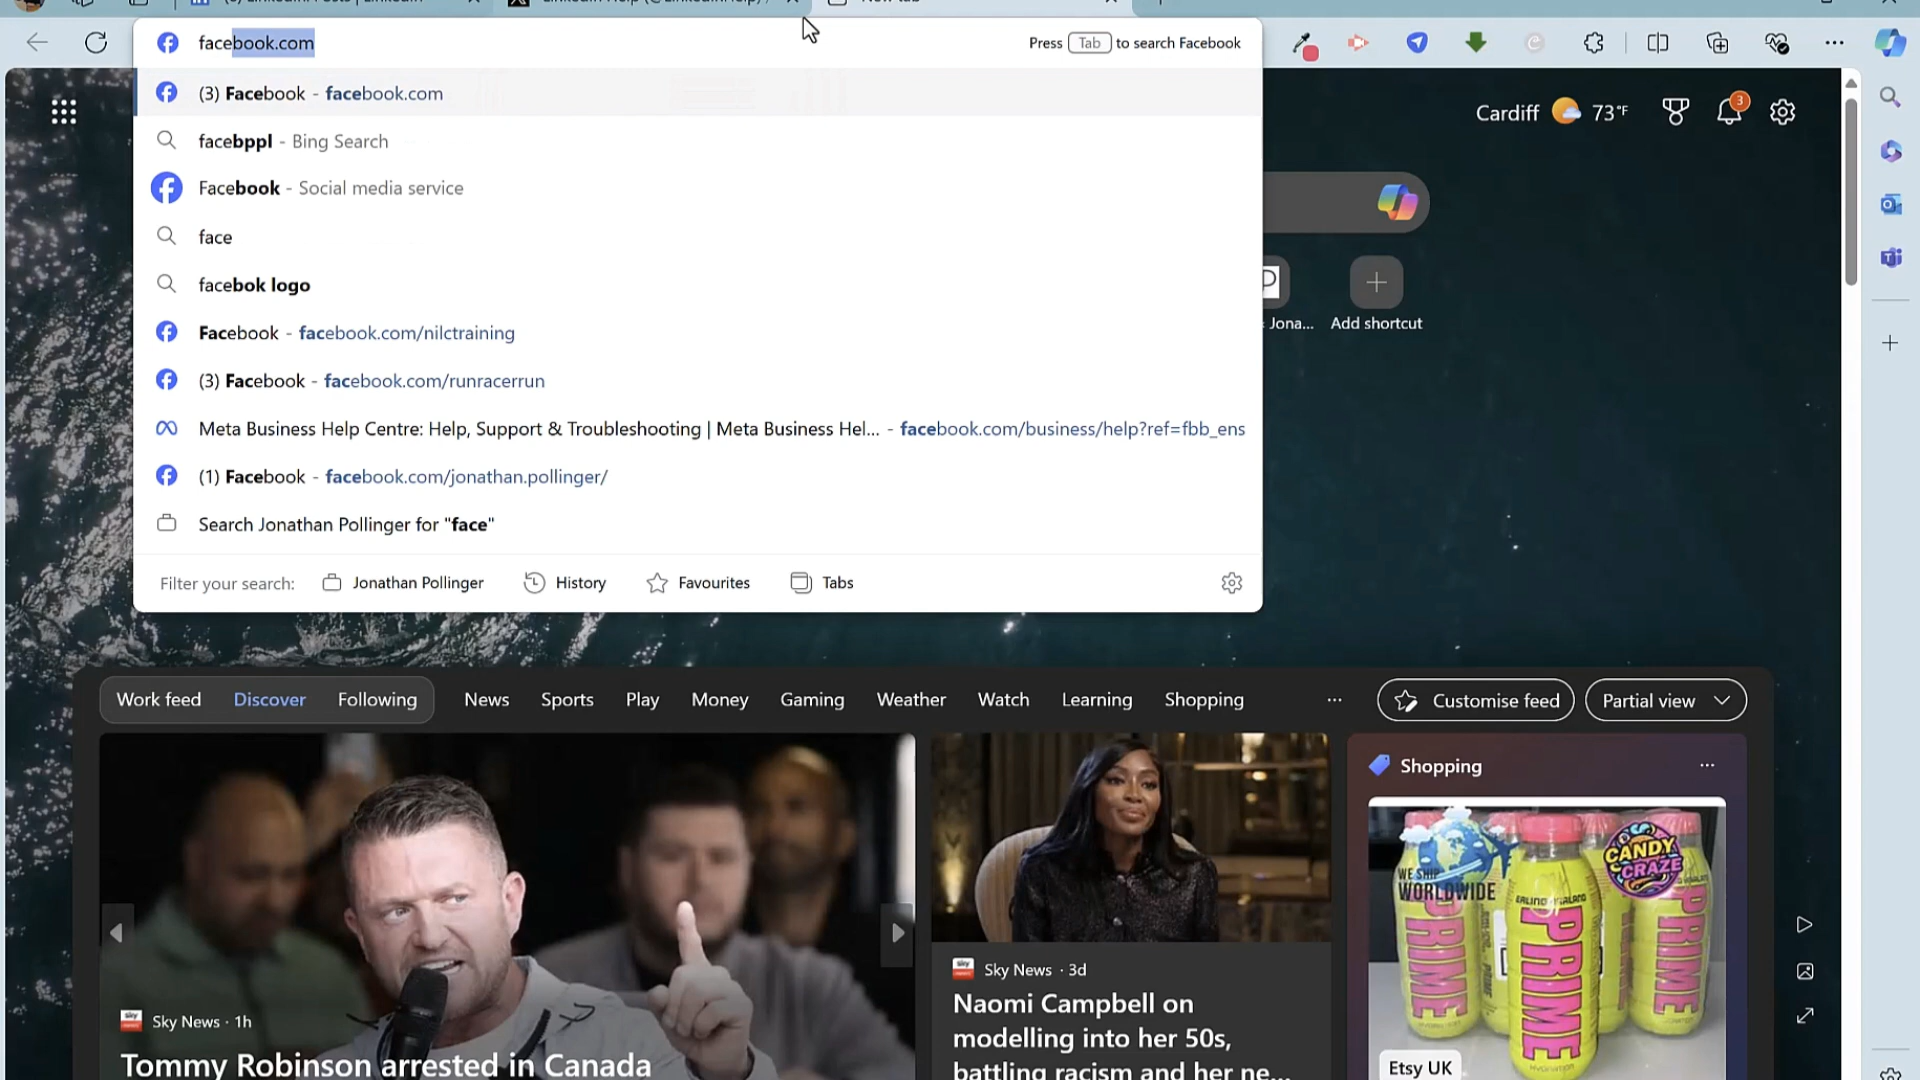 facebook.com
Press Tab to search Facebook
(3) Facebook - facebook.com
facebppl - Bing Search
Facebook - Social media service
face
facebok logo
Facebook - facebook.com/nilctraining
(3) Facebook - facebook.com/runracerrun
Meta Business Help Centre: Help, Support & Troubleshooting | Meta Business Hel... - facebook.com/business/help?ref=fbb_ens
(1) Facebook - facebook.com/jonathan.pollinger/
Search Jonathan Pollinger for "face"
Filter your search: Jonathan Pollinger History Favourites Tabs
Cardiff 73°F 3
Jona... Add shortcut
Work feed Discover Following News Sports Play Money Gaming Weather Watch Learning Shopping ... Customise feed Partial view
Sky News · 1h
Tommy Robinson arrested in Canada
Sky News · 3d
Naomi Campbell on
modelling into her 50s,
battling racism and her ne...
Shopping
WE SHIP
WORLDWIDE
CANDY
CRAZE
PRIME
PRIME
PRIME
HYDRATION
Etsy UK